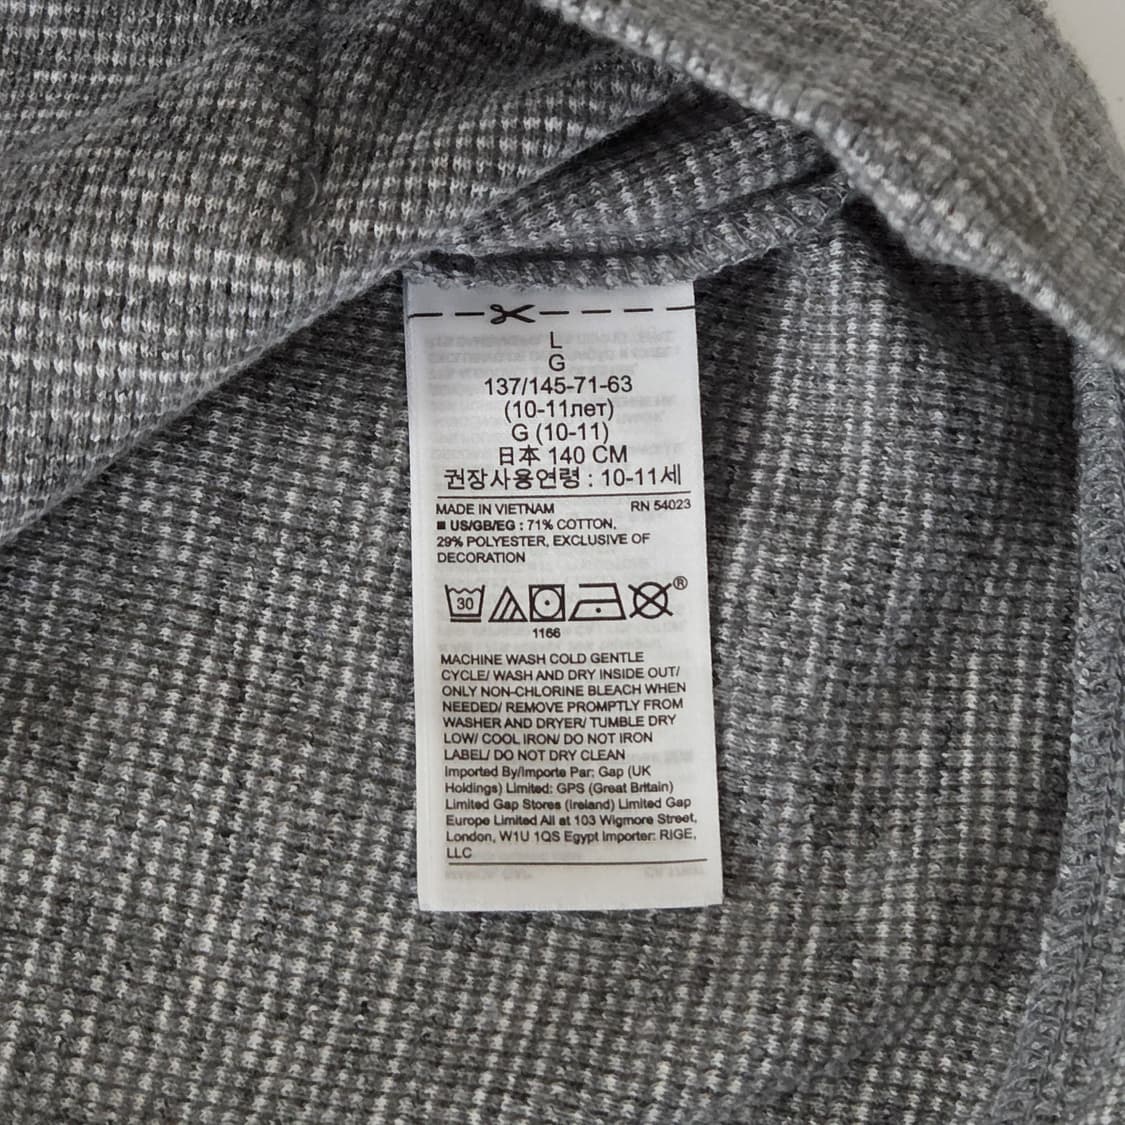 L
G
137/145-71-63
(10-11лет)
G (10-11)
日本 140 CM
권장사용연령 : 10-11세
MADE IN VIETNAM RN 54023
■ US/GB/EG : 71% COTTON,
29% POLYESTER, EXCLUSIVE OF
DECORATION
30
®
1166
MACHINE WASH COLD GENTLE
CYCLE/ WASH AND DRY INSIDE OUT/
ONLY NON-CHLORINE BLEACH WHEN
NEEDED/ REMOVE PROMPTLY FROM
WASHER AND DRYER/ TUMBLE DRY
LOW/ COOL IRON/ DO NOT IRON
LABEL/ DO NOT DRY CLEAN
Imported By/Importe Par: Gap (UK
Holdings) Limited: GPS (Great Britain)
Limited Gap Stores (Ireland) Limited Gap
Europe Limited All at 103 Wigmore Street,
London, W1U 1QS Egypt Importer: RIGE,
LLC